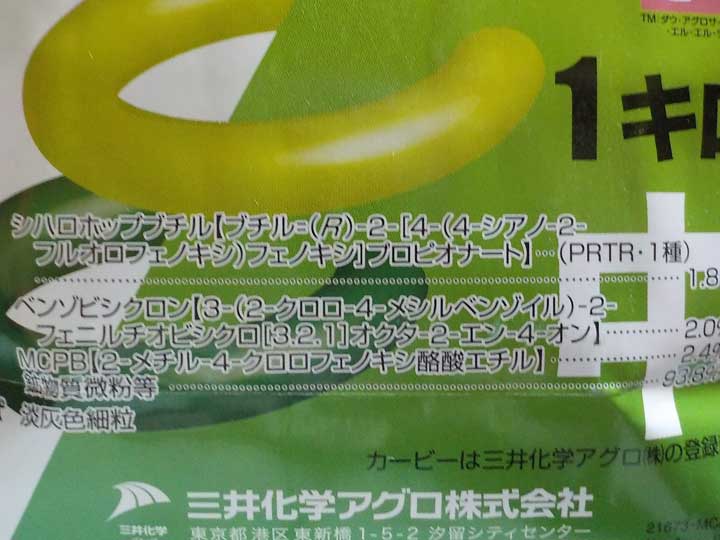 TM:ダウ・アグロサ
・エル・エル・
1キロ
シハロホップブチル【ブチル=(R)-2-[4-(4-シアノ-2-
フルオロフェノキシ)フェノキシ]プロピオナート】…(PRTR・1種)
1.8
ベンゾビシクロン【3-(2-クロロ-4-メシルベンゾイル)-2-
フェニルチオビシクロ[3.2.1]オクタ-2-エン-4-オン】 2.0
MCPB【2-メチル-4-クロロフェノキシ酪酸エチル】 2.4%
鉱物質微粉等 93.8%
淡灰色細粒
中
カービーは三井化学アグロ(株)の登録
三井化学アグロ株式会社
三井化学
東京都港区東新橋1-5-2 汐留シティセンター
21673-MC